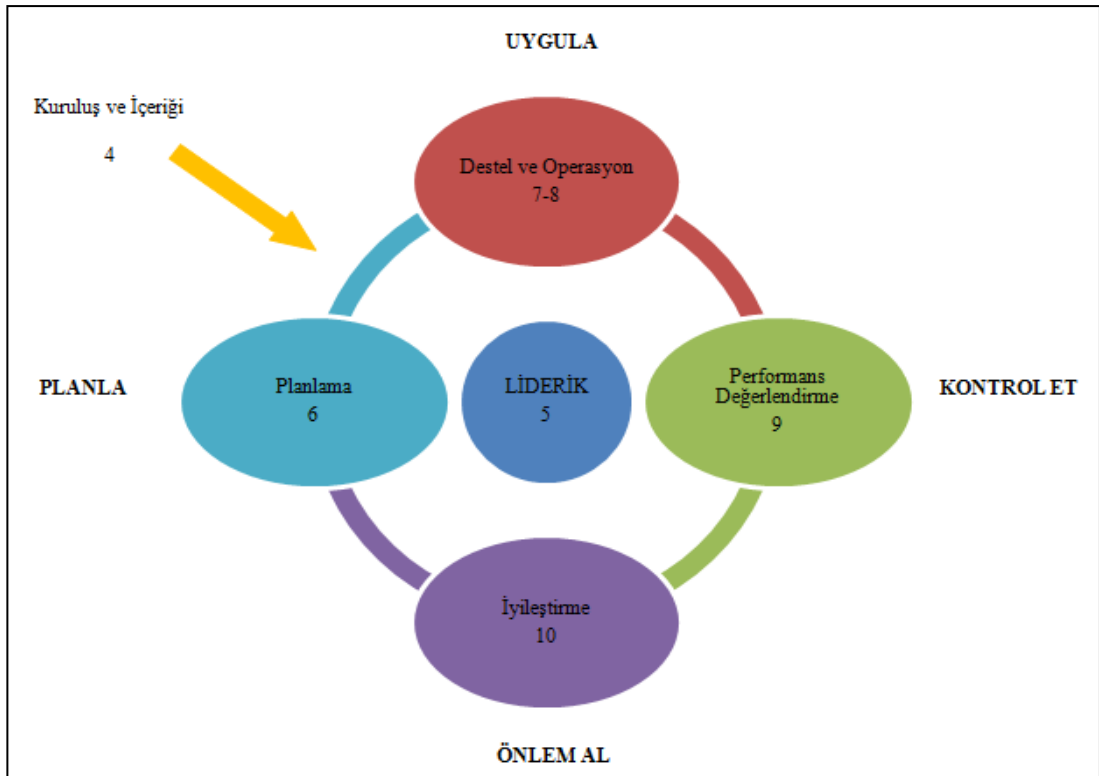 UYGULA
Kuruluş ve İçeriği
4
Destel ve Operasyon
7-8
PLANLA
Planlama
6
LİDERİK
5
Performans
Değerlendirme
9
KONTROL ET
İyileştirme
10
ÖNLEM AL